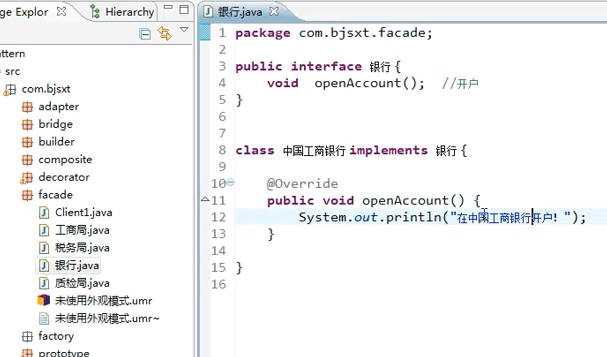 ge Explor
Hierarchy
银行.java
attern
src
com.bjsxt
adapter
bridge
builder
composite
decorator
facade
Client1.java
工商局.java
税务局.java
银行.java
质检局.java
未使用外观模式.umr
未使用外观模式.umr~
factory
prototype
1 package com.bjsxt.facade;
2
3 public interface 银行 {
4 void openAccount(); //开户
5 }
6
7
8 class 中国工商银行 implements 银行 {
9
10 @Override
11 public void openAccount() {
12 System.out.println("在中国工商银行开户! ");
13 }
14
15 }
16